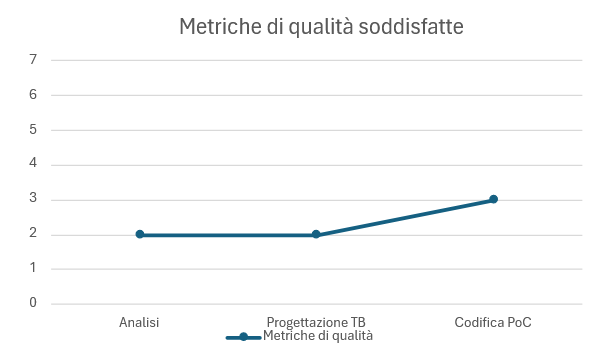 Metriche di qualità soddisfatte
7
6
5
4
3
2
1
0
Analisi Progettazione TB Codifica PoC
Metriche di qualità